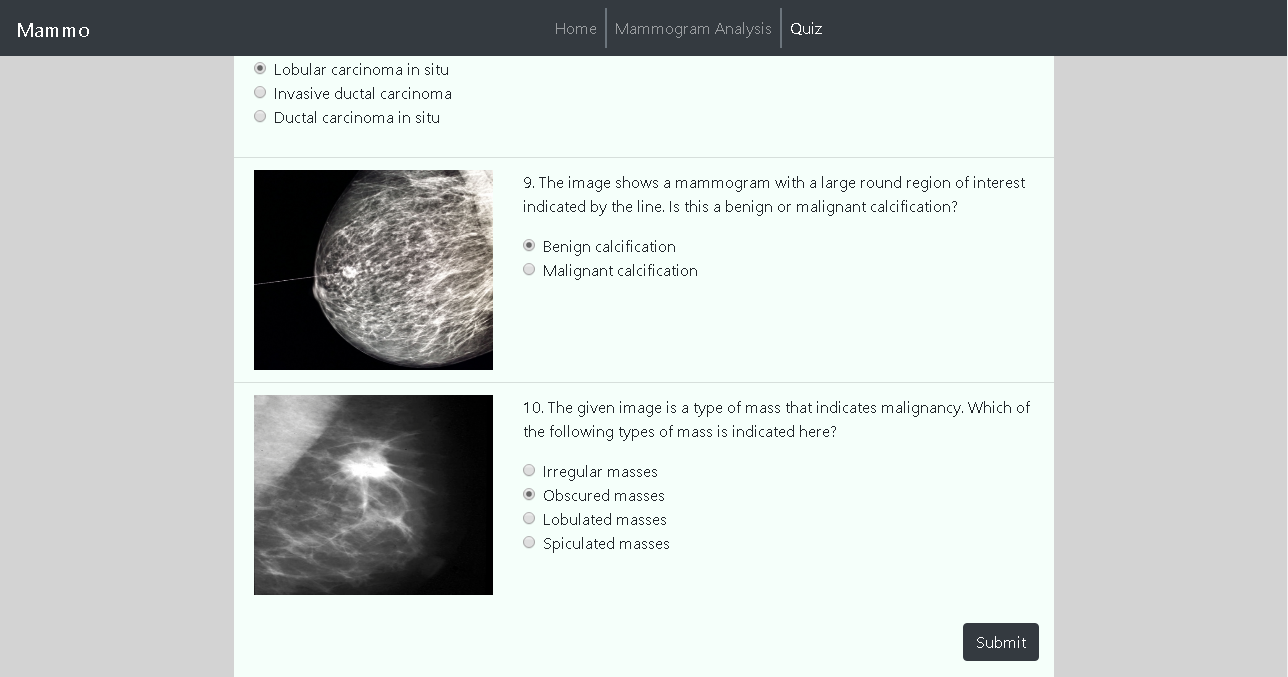 Mammo
Home
Mammogram Analysis
Quiz
Lobular carcinoma in situ
Invasive ductal carcinoma
Ductal carcinoma in situ
9. The image shows a mammogram with a large round region of interest
indicated by the line. Is this a benign or malignant calcification?
Benign calcification
Malignant calcification
10. The given image is a type of mass that indicates malignancy. Which of
the following types of mass is indicated here?
Irregular masses
Obscured masses
Lobulated masses
Spiculated masses
Submit